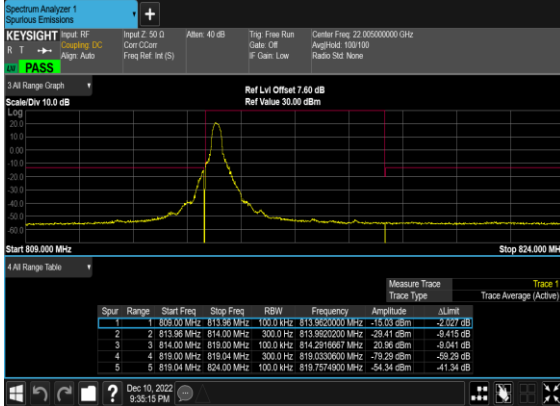 Spectrum Analyzer 1
Spurious Emissions
+
KEYSIGHT Input: RF Input Z: 50 Ω Atten: 40 dB Trig: Free Run Center Freq: 22.005000000 GHz
R T Coupling: DC Corr CCorr Gate: Off Avg|Hold: 100/100
Align: Auto Freq Ref: Int (S) IF Gain: Low Radio Std: None
LXI PASS
3 All Range Graph
Ref Lvl Offset 7.60 dB
Scale/Div 10.0 dB Ref Value 30.00 dBm
Log
20.0
10.0
0.00
-10.0
-20.0
-30.0
-40.0
-50.0
-60.0
Start 809.000 MHz Stop 824.000 MH
4 All Range Table
Measure Trace Trace 1
Trace Type Trace Average (Active)
Spur Range Start Freq Stop Freq RBW Frequency Amplitude ΔLimit
1 1 809.00 MHz 813.96 MHz 100.0 kHz 813.9620000 MHz -15.03 dBm -2.027 dB
2 2 813.96 MHz 814.00 MHz 300.0 Hz 813.9920200 MHz -29.41 dBm -9.415 dB
3 3 814.00 MHz 819.00 MHz 100.0 kHz 814.2916667 MHz 20.96 dBm -9.041 dB
4 4 819.00 MHz 819.04 MHz 300.0 Hz 819.0330600 MHz -79.29 dBm -59.29 dB
5 5 819.04 MHz 824.00 MHz 100.0 kHz 819.7574900 MHz -54.34 dBm -41.34 dB
? Dec 10, 2022
9:35:15 PM